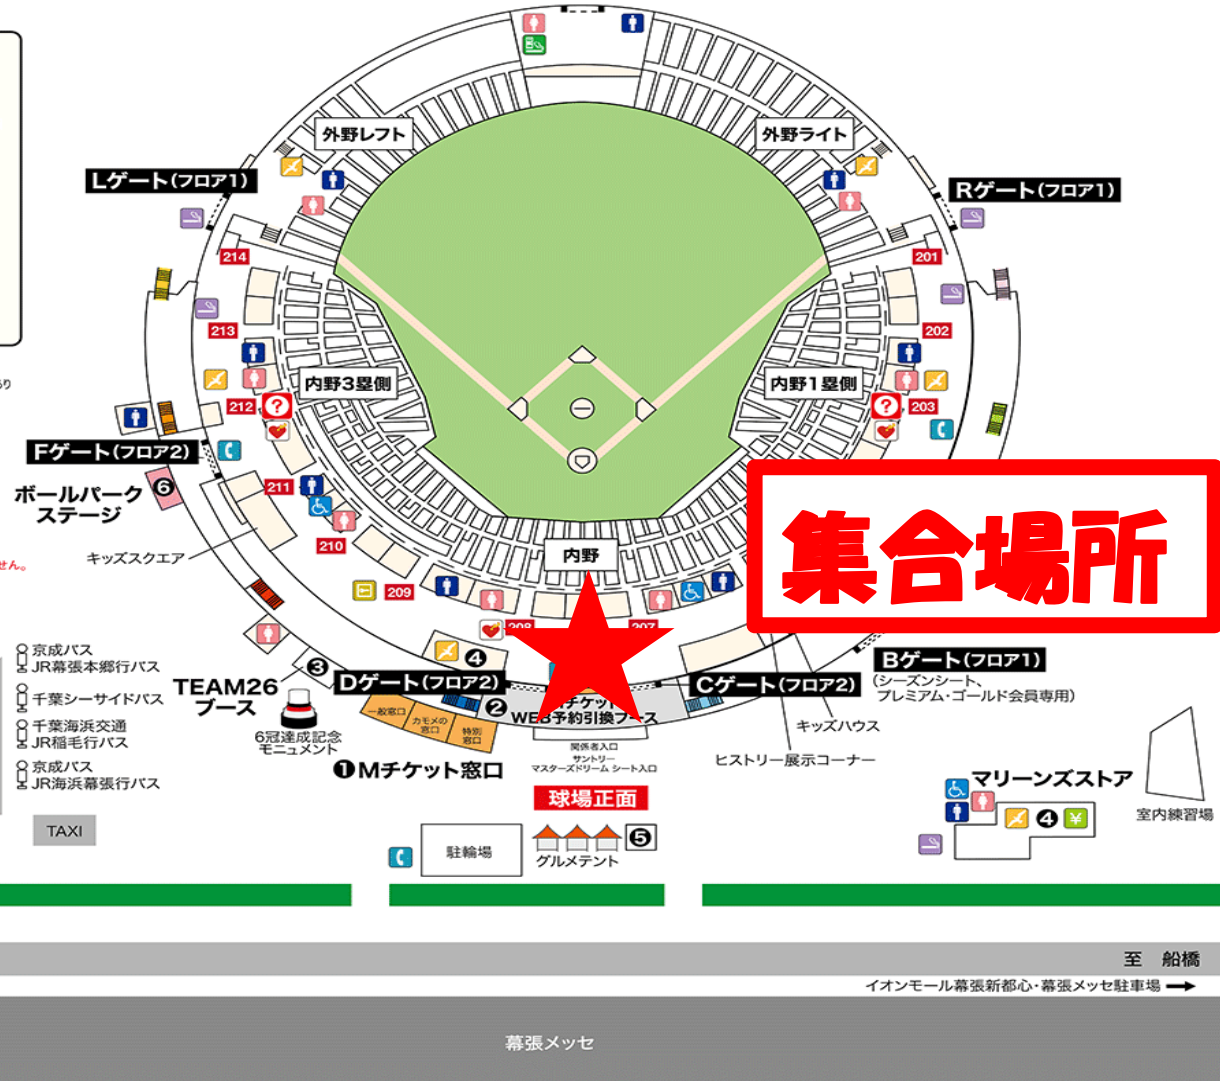 外野レフト
外野ライト
Lゲート(フロア1)
Rゲート(フロア1)
214
201
213
202
内野3塁側
内野1塁側
212
?
?
203
Fゲート(フロア2)
211
ボールパーク
ステージ
6
集合場所
210
内野
キッズスクエア
せん。
209
208
207
京成バス
JR幕張本郷行バス
千葉シーサイドバス
千葉海浜交通
JR稲毛行バス
京成バス
JR海浜幕張行バス
TAXI
TEAM26
ブース
3
4
Dゲート(フロア2)
Cゲート(フロア2)
Bゲート(フロア1)
(シーズンシート、
プレミアム・ゴールド会員専用)
一般窓口
カモメの
窓口
特別
窓口
2
チケット
WEB予約引換ブース
6冠達成記念
モニュメント
1Mチケット窓口
関係者入口
サントリー
マスターズドリーム シート入口
キッズハウス
ヒストリー展示コーナー
球場正面
マリーンズストア
4
¥
室内練習場
駐輪場
グルメテント
5
至 船橋
イオンモール幕張新都心・幕張メッセ駐車場
幕張メッセ